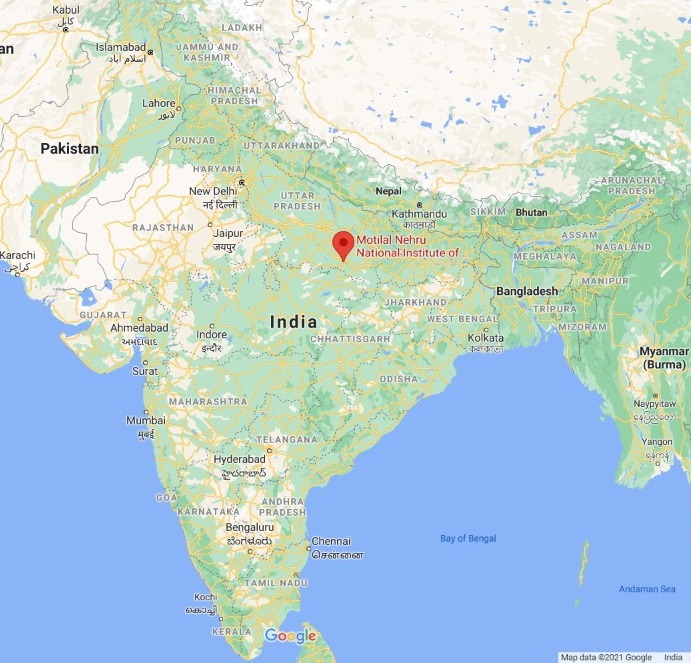 Kabul
کابل
LADAKH
an
Islamabad
اسلام آباد
JAMMU AND
KASHMIR
HIMACHAL
PRADESH
Lahore
لاہور
Pakistan
PUNJAB
UTTARAKHAND
HARYANA
New Delhi
नई दिल्ली
UTTAR
PRADESH
Nepal
Kathmandu
काठमाडौं
SIKKIM
Bhutan
ARUNACHAL
PRADESH
RAJASTHAN
Jaipur
जयपुर
Motilal Nehru
National Institute of
ASSAM
NAGALAND
MEGHALAYA
Karachi
کراچی
MANIPUR
Bangladesh
GUJARAT
Ahmedabad
અમદાવાદ
Indore
इन्दौर
India
JHARKHAND
WEST BENGAL
TRIPURA
MIZORAM
CHHATTISGARH
Kolkata
কলকাতা
Myanmar
(Burma)
Surat
ODISHA
MAHARASHTRA
Mumbai
मुंबई
Naypyitaw
နေပြည်တော်
TELANGANA
Yangon
ရန်ကုန်
Hyderabad
హైదరాబాద్
GOA
KARNATAKA
ANDHRA
PRADESH
Bengaluru
ಬೆಂಗಳೂರು
Chennai
சென்னை
Bay of Bengal
TAMIL NADU
Andaman Sea
Kochi
കൊച്ചി
KERALA
Google
Map data ©2021 Google India